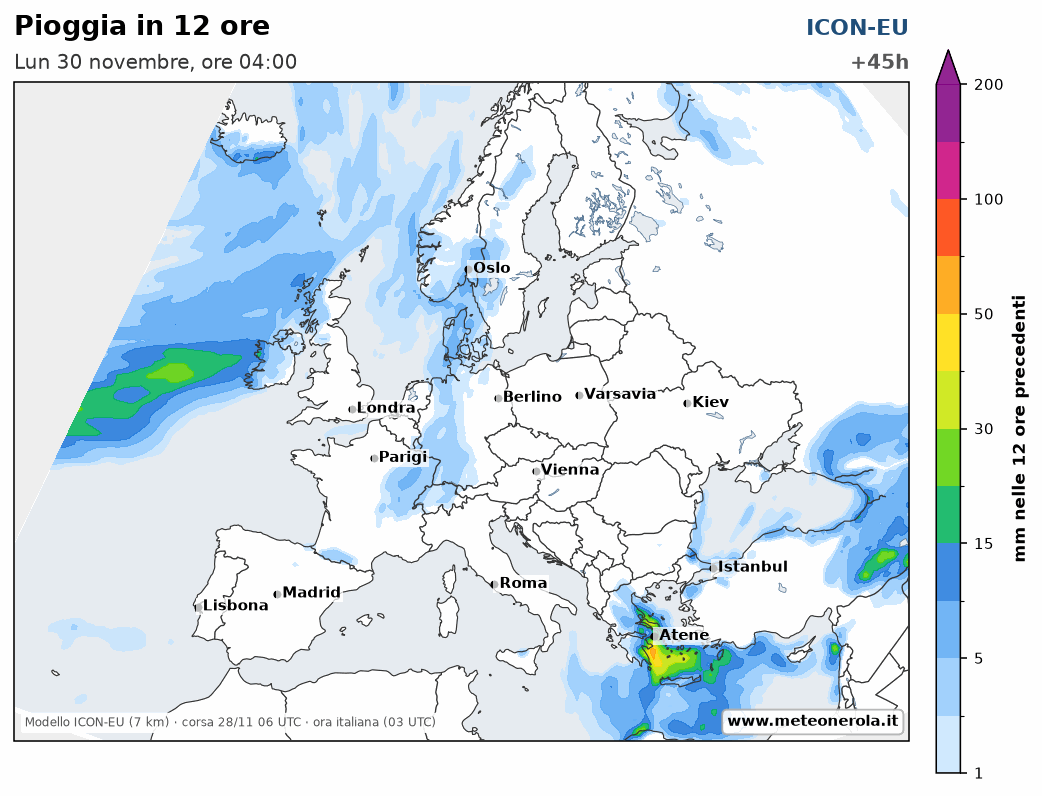 Pioggia in 12 ore
ICON-EU
Lun 30 novembre, ore 04:00
+45h
200
100
50
30
15
5
1
mm nelle 12 ore precedenti
Oslo
Berlino
Varsavia
Kiev
Londra
Parigi
Vienna
Istanbul
Roma
Madrid
Lisbona
Atene
Modello ICON-EU (7 km) · corsa 28/11 06 UTC · ora italiana (03 UTC)
www.meteonerola.it